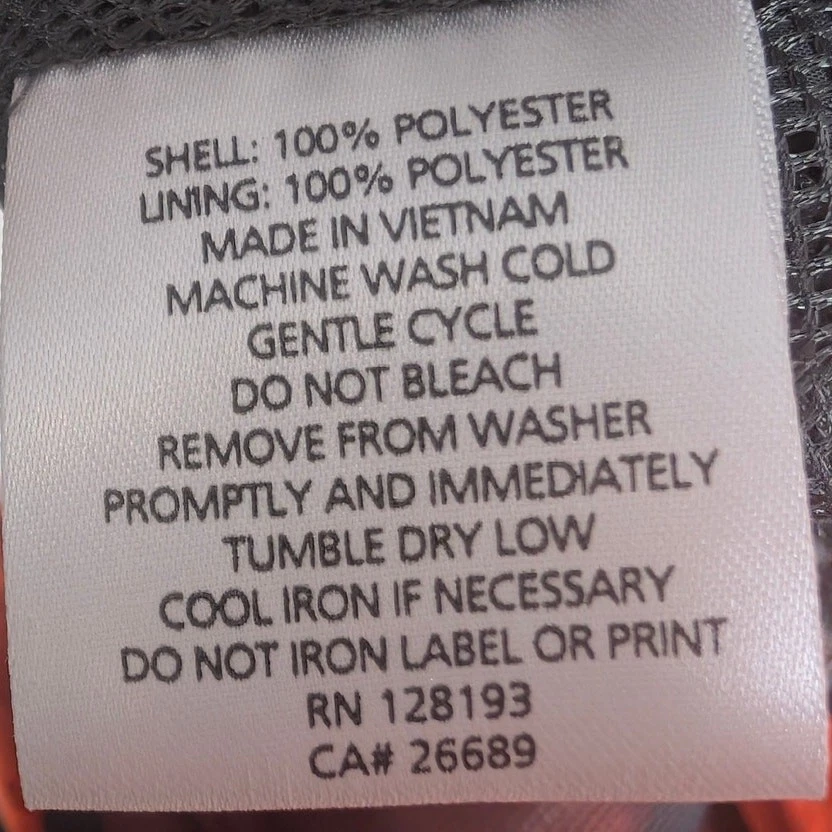 SHELL: 100% POLYESTER
LINING: 100% POLYESTER
MADE IN VIETNAM
MACHINE WASH COLD
GENTLE CYCLE
DO NOT BLEACH
REMOVE FROM WASHER
PROMPTLY AND IMMEDIATELY
TUMBLE DRY LOW
COOL IRON IF NECESSARY
DO NOT IRON LABEL OR PRINT
RN 128193
CA# 26689